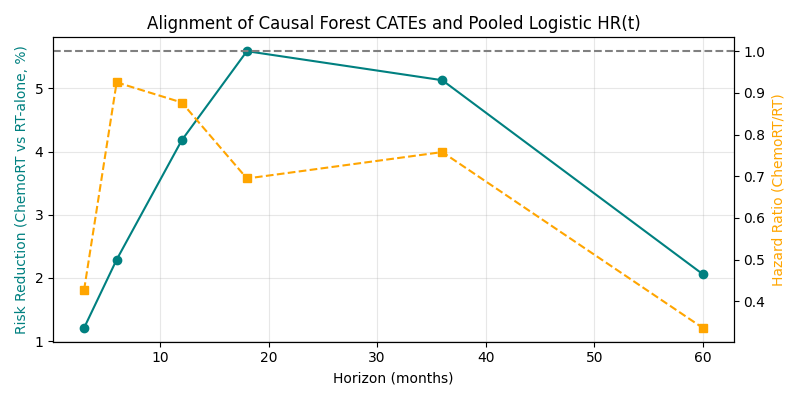 Alignment of Causal Forest CATEs and Pooled Logistic HR(t)
Risk Reduction (ChemoRT vs RT-alone, %)
5
4
3
2
1
1.0
0.9
0.8
0.7
0.6
0.5
0.4
Hazard Ratio (ChemoRT/RT)
10 20 30 40 50 60
Horizon (months)